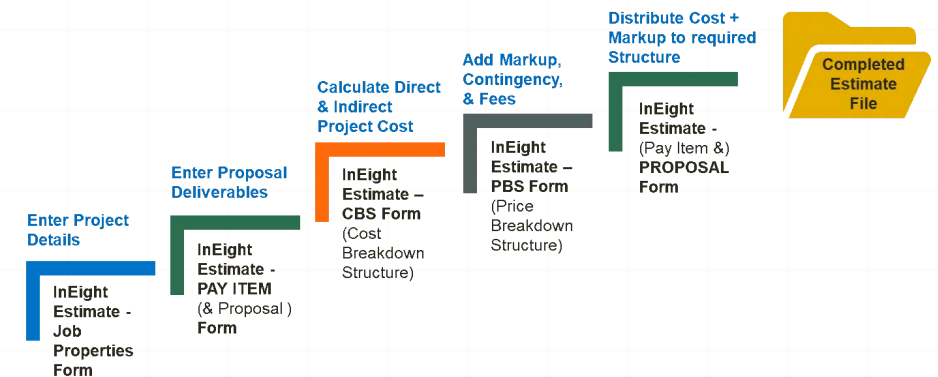 Enter Project
Details
InEight
Estimate -
Job
Properties
Form
Enter Proposal
Deliverables
InEight
Estimate -
PAY ITEM
(& Proposal )
Form
Calculate Direct
& Indirect
Project Cost
InEight
Estimate –
CBS Form
(Cost
Breakdown
Structure)
Add Markup,
Contingency,
& Fees
InEight
Estimate –
PBS Form
(Price
Breakdown
Structure)
Distribute Cost +
Markup to required
Structure
InEight
Estimate -
(Pay Item &)
PROPOSAL
Form
Completed
Estimate
File